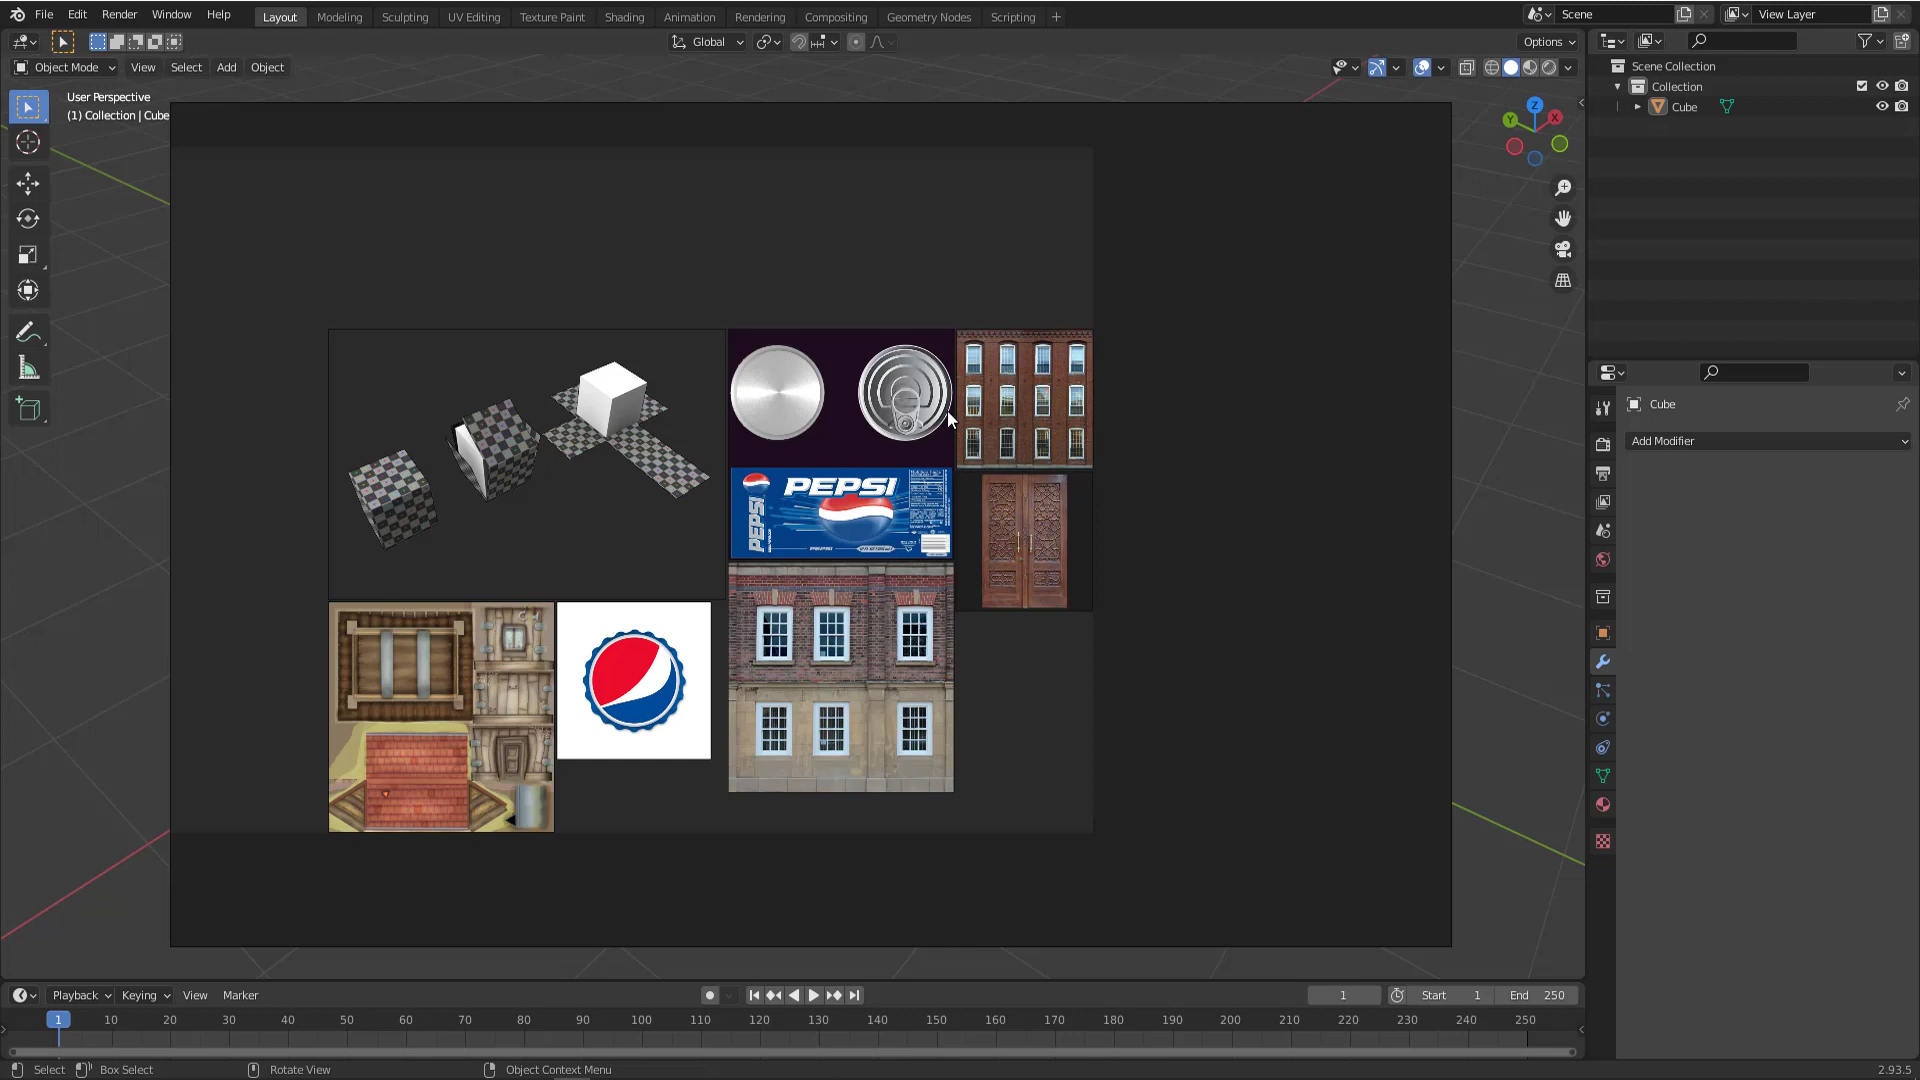 File Edit Render Window Help Layout Modeling Sculpting UV Editing Texture Paint Shading Animation Rendering Compositing Geometry Nodes Scripting + Scene View Layer
Global Options
Object Mode View Select Add Object
User Perspective
(1) Collection | Cube
Z
Y
X
Scene Collection
Collection
Cube
Cube
Add Modifier
PEPSI
PEPSI
Playback Keying View Marker 1 Start 1 End 250
1 10 20 30 40 50 60 70 80 90 100 110 120 130 140 150 160 170 180 190 200 210 220 230 240 250
Select Box Select Rotate View Object Context Menu 2.93.5